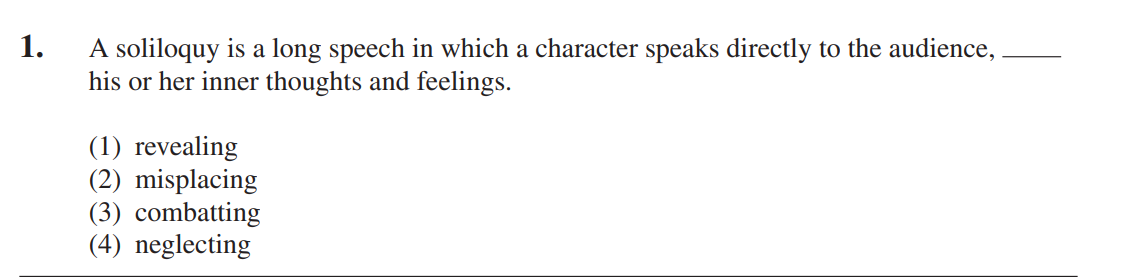 1. A soliloquy is a long speech in which a character speaks directly to the audience, _____
his or her inner thoughts and feelings.
(1) revealing
(2) misplacing
(3) combatting
(4) neglecting